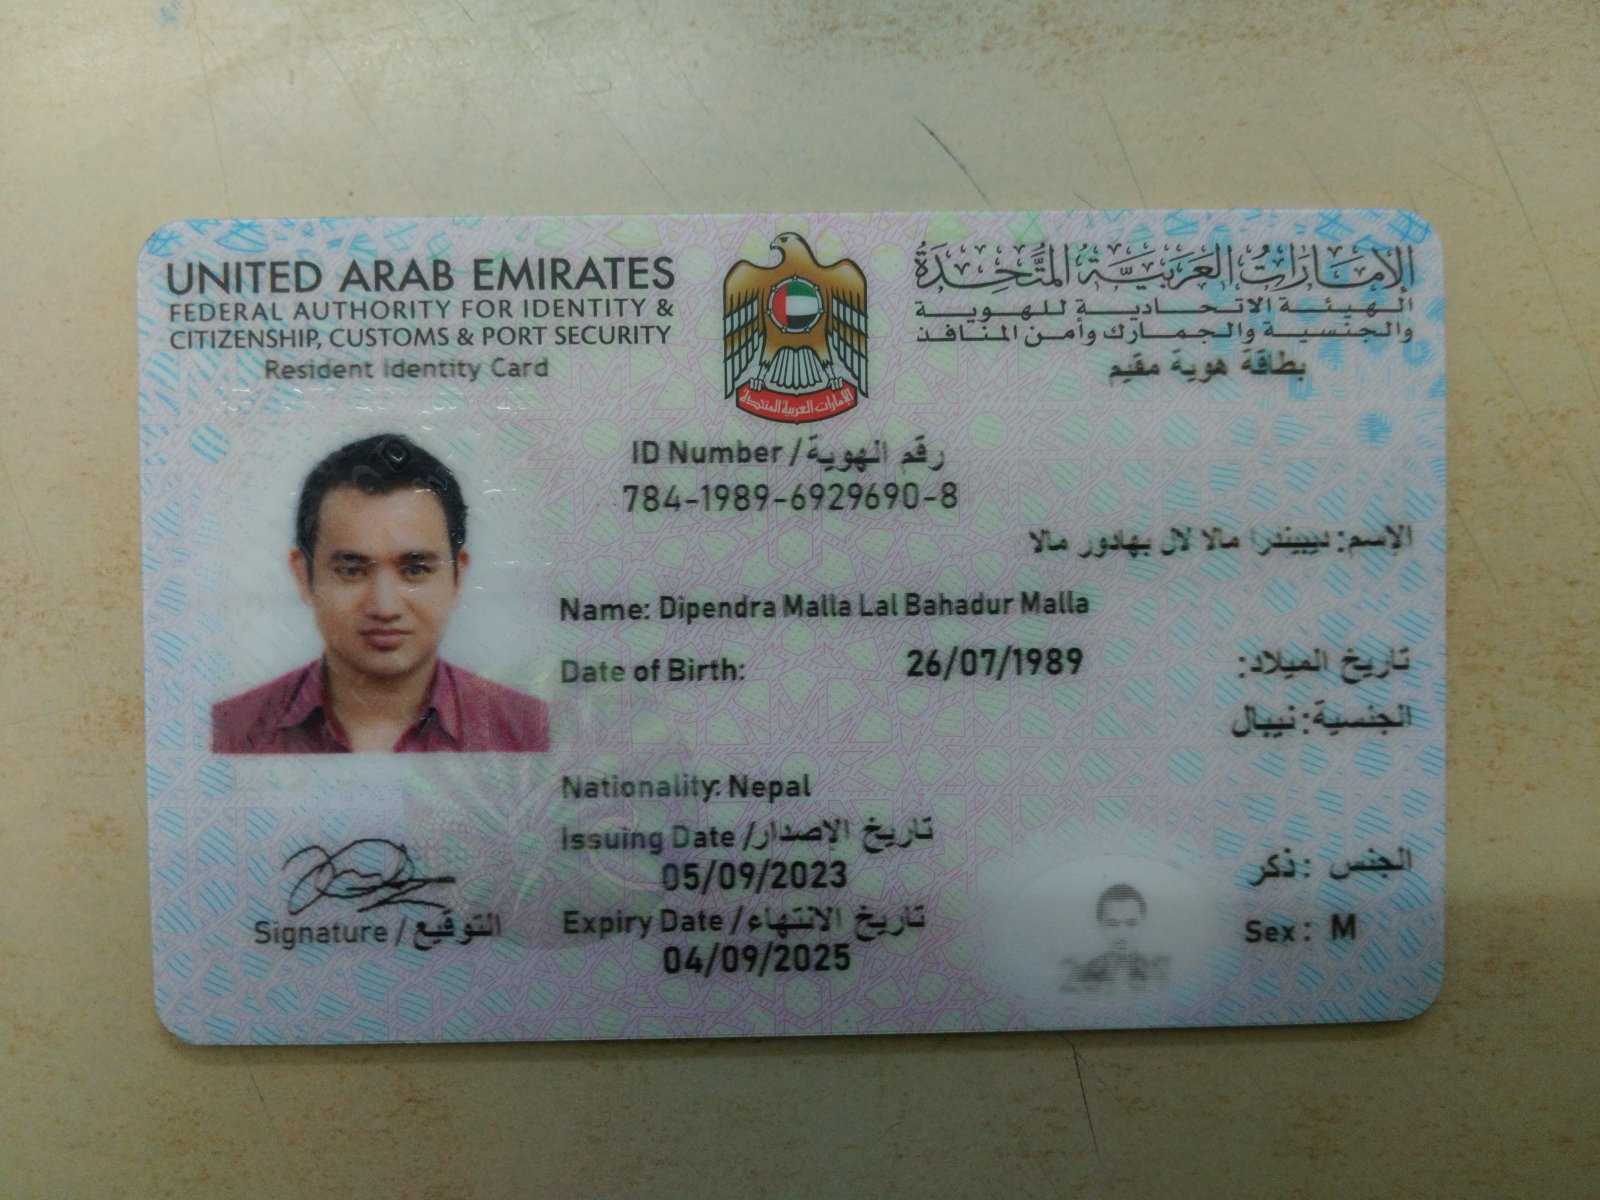 UNITED ARAB EMIRATES
FEDERAL AUTHORITY FOR IDENTITY &
CITIZENSHIP, CUSTOMS & PORT SECURITY
Resident Identity Card
الإمارات العربية المتحدة
الإمـارات العربيـة المتحـدة
الهيئة الاتحادية للهوية
والجنسية والجمارك وأمن المنافذ
بطاقة هوية مقيم
ID Number / رقم الهوية
784-1989-6929690-8
الإسم: ديبيندرا مالا لال بهادور مالا
Name: Dipendra Malla Lal Bahadur Malla
Date of Birth: 26/07/1989 تاريخ الميلاد:
الجنسية: نيبال
Nationality: Nepal
Issuing Date / تاريخ الإصدار
05/09/2023
Expiry Date / تاريخ الانتهاء
04/09/2025
الجنس : ذكر
Sex : M
Signature / التوقيع